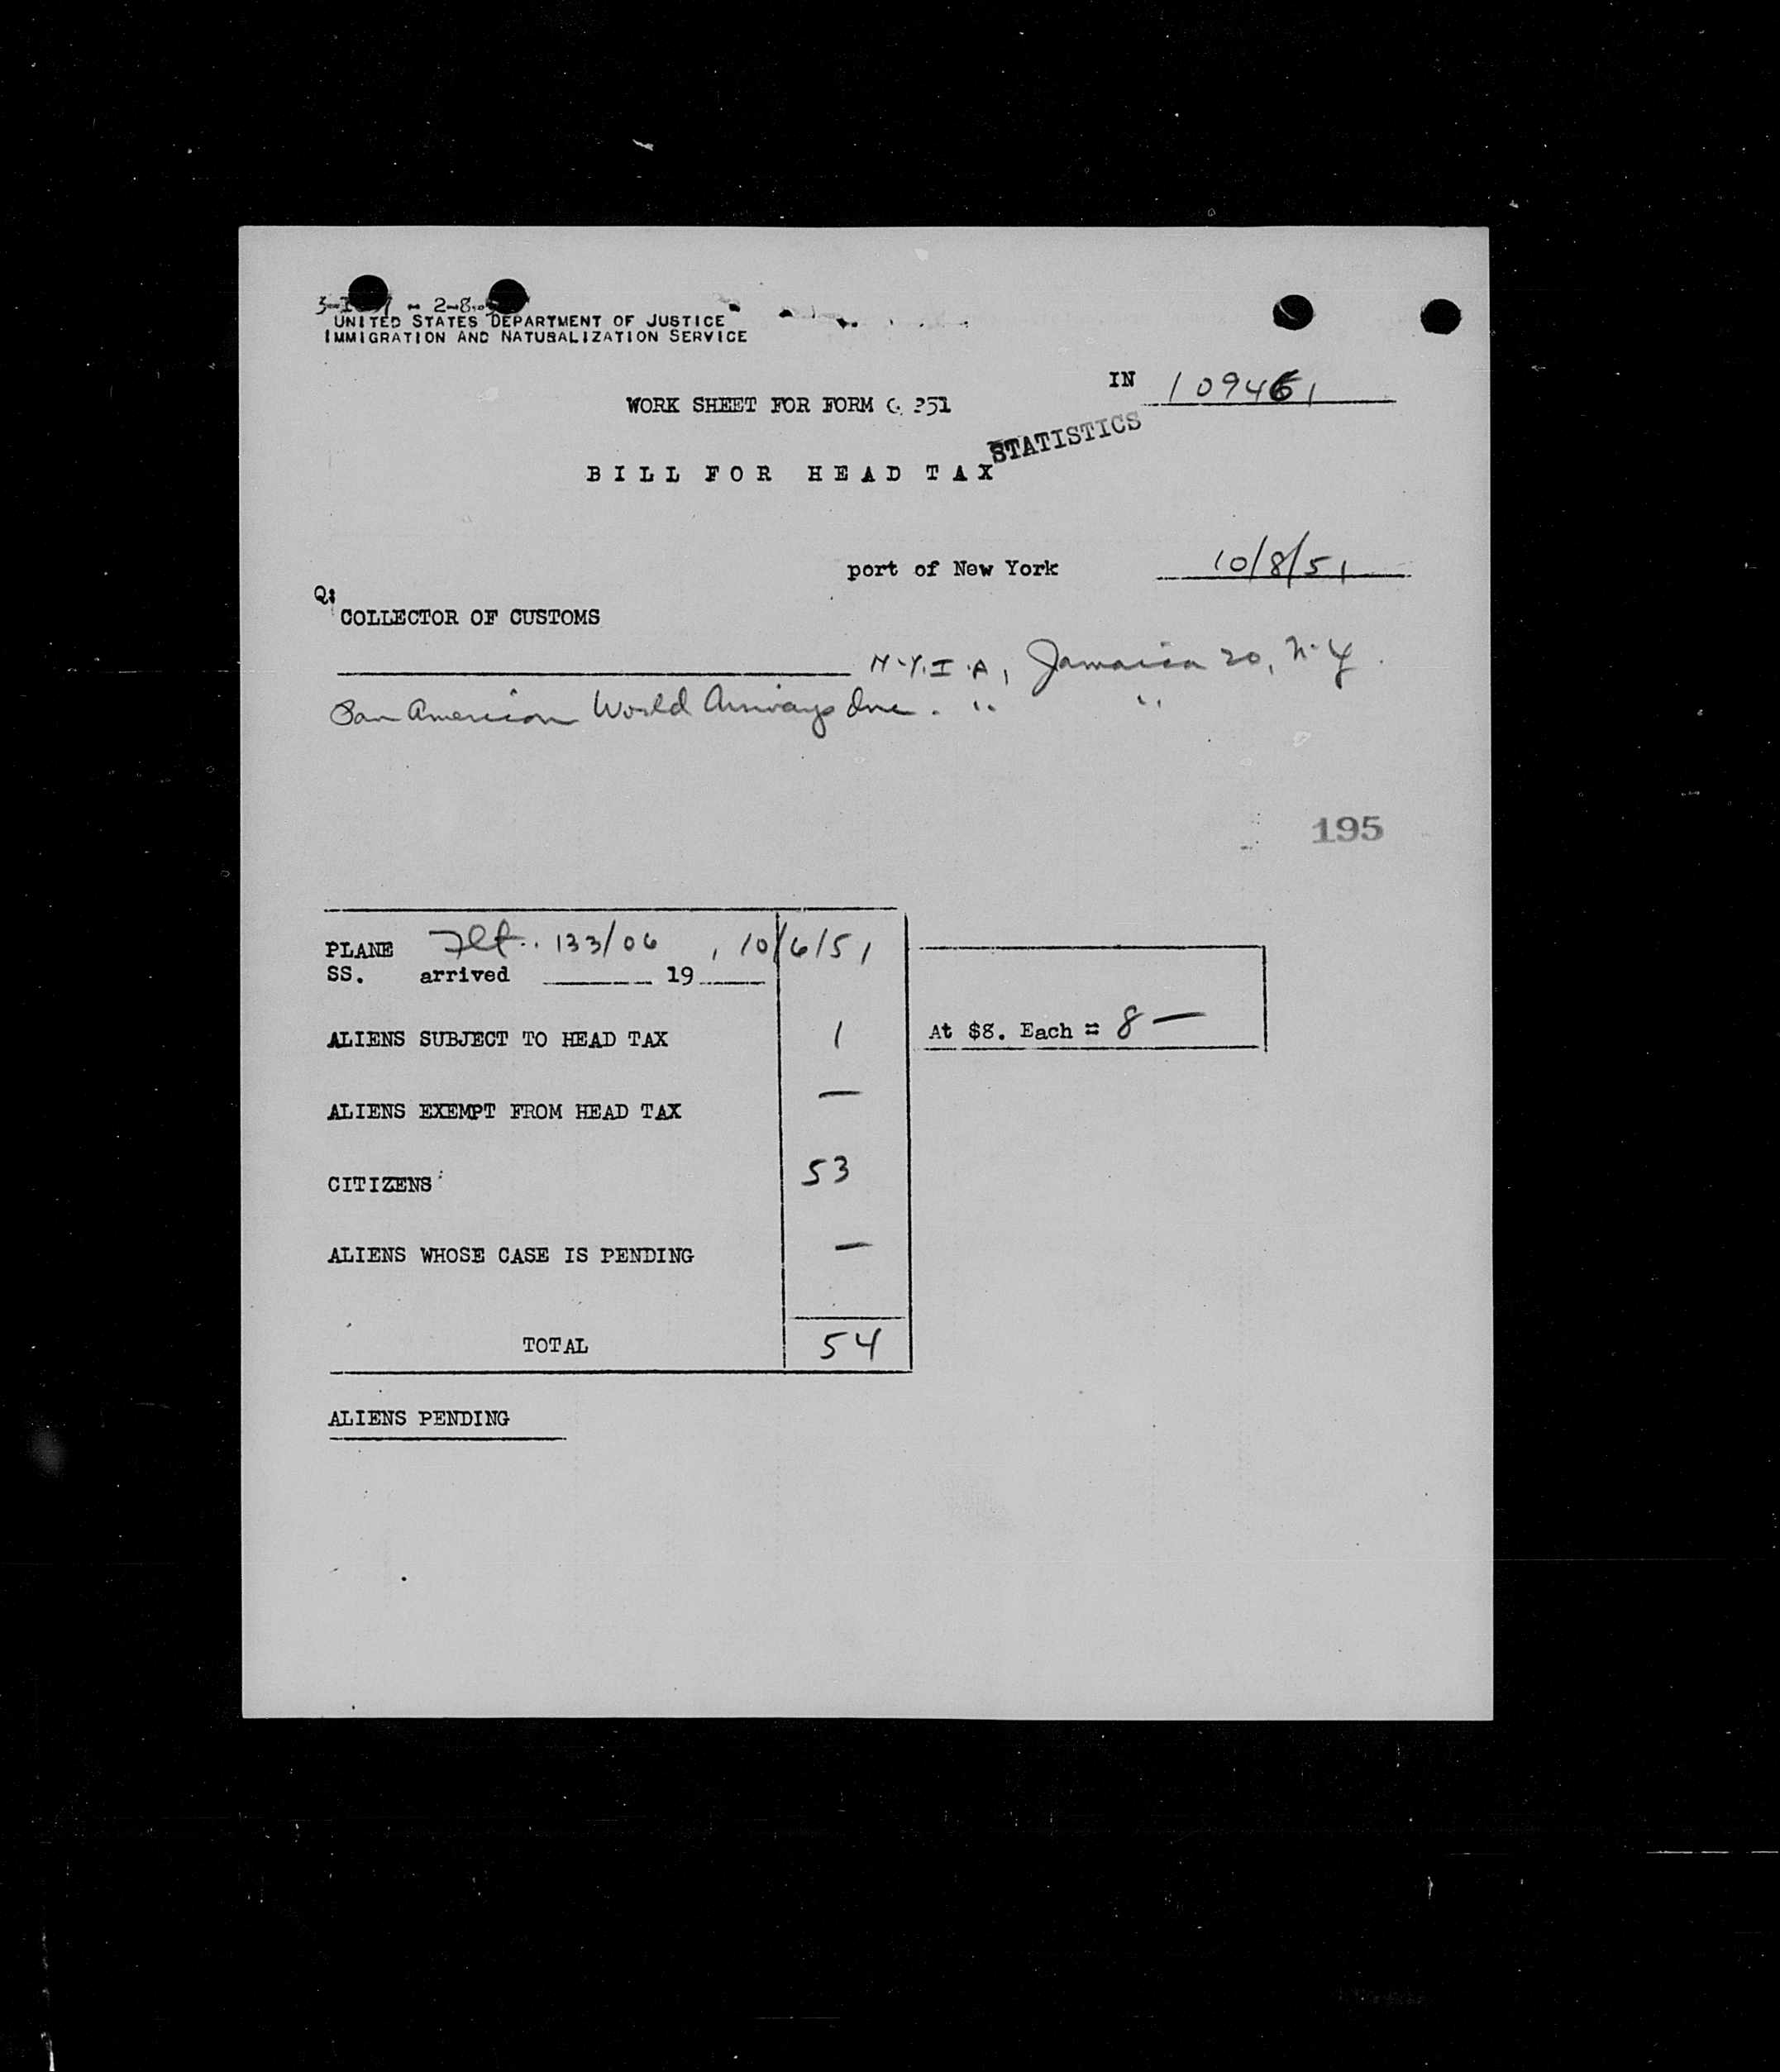 UNITED STATES DEPARTMENT OF JUSTICE
IMMIGRATION AND NATURALIZATION SERVICE
IN 109461
WORK SHEET FOR FORM G 251
STATISTICS
BILL FOR HEAD TAX
port of New York 10/8/51
Q:
COLLECTOR OF CUSTOMS
N.Y.I.A, Jamaica 20, N.Y.
Pan American World Airways Inc. " "
195
PLANE Flt. 133/06, 10/6/51
SS. arrived 19
ALIENS SUBJECT TO HEAD TAX 1 At $8. Each = 8 —
ALIENS EXEMPT FROM HEAD TAX —
CITIZENS 53
ALIENS WHOSE CASE IS PENDING —
TOTAL 54
ALIENS PENDING